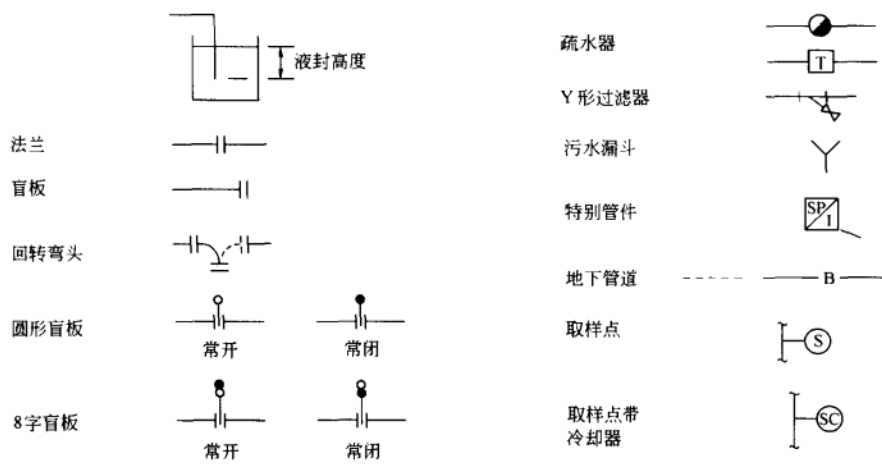 液封高度
法兰
盲板
回转弯头
圆形盲板
常开
常闭
8字盲板
常开
常闭
疏水器
T
Y形过滤器
污水漏斗
特别管件
SP
I
地下管道
B
取样点
S
取样点带
冷却器
SC